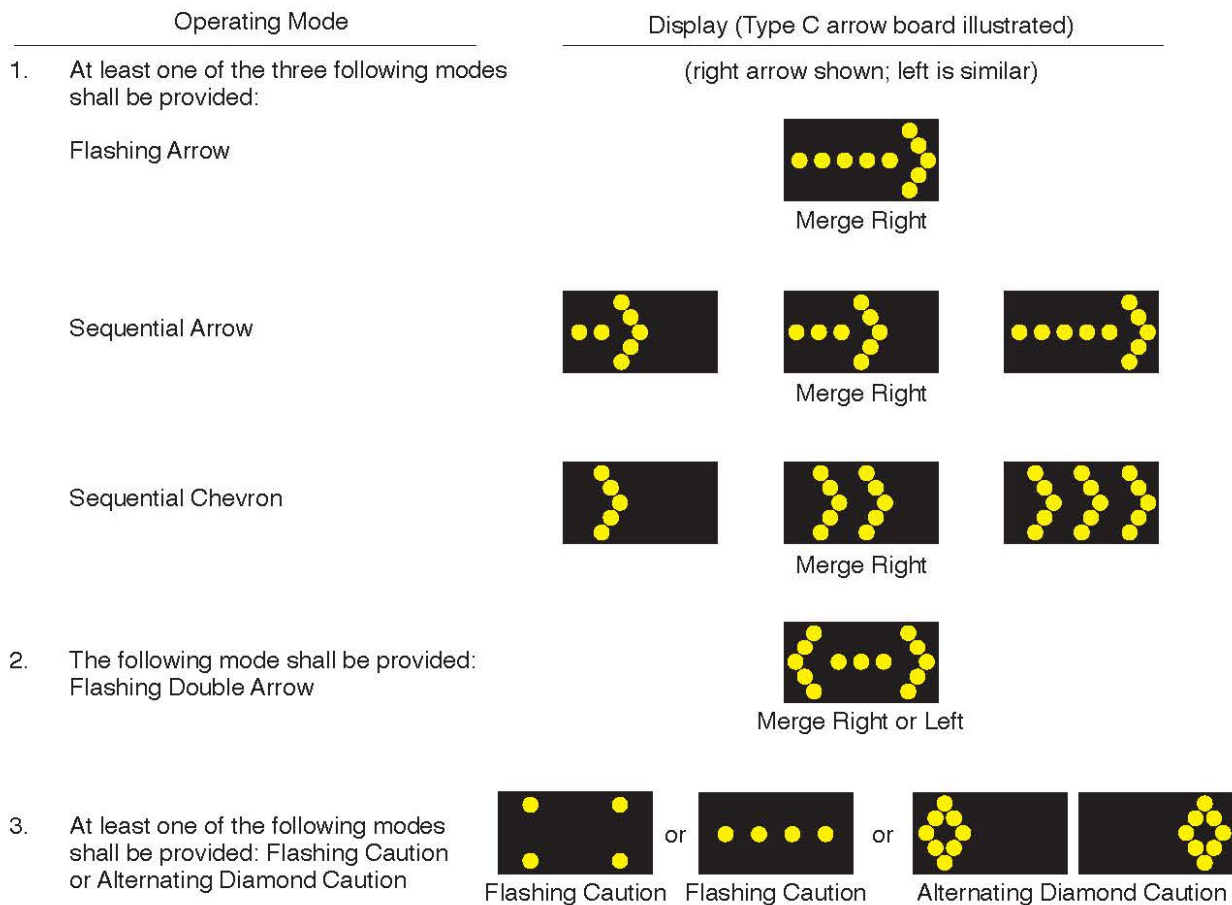 Operating Mode
Display (Type C arrow board illustrated)
1. At least one of the three following modes
shall be provided:
(right arrow shown; left is similar)
Flashing Arrow
Merge Right
Sequential Arrow
Merge Right
Sequential Chevron
Merge Right
2. The following mode shall be provided:
Flashing Double Arrow
Merge Right or Left
3. At least one of the following modes
shall be provided: Flashing Caution
or Alternating Diamond Caution
or
or
Flashing Caution
Flashing Caution
Alternating Diamond Caution